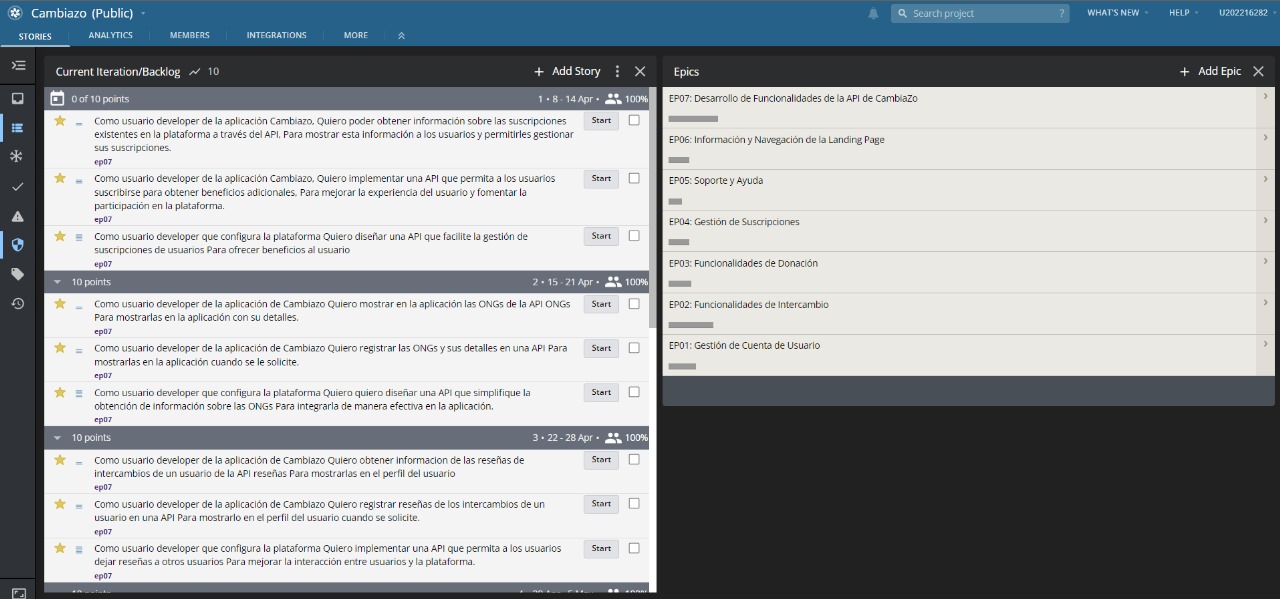 Cambiazo (Public)
Search project
?
WHAT'S NEW
HELP
U202216282
STORIES
ANALYTICS
MEMBERS
INTEGRATIONS
MORE
Current Iteration/Backlog
10
+ Add Story
0 of 10 points
1 • 8 - 14 Apr •
100%
Como usuario developer de la aplicación Cambiazo, Quiero poder obtener información sobre las suscripciones
existentes en la plataforma a través del API, Para mostrar esta información a los usuarios y permitirles gestionar
sus suscripciones.
ep07
Start
Como usuario developer de la aplicación Cambiazo, Quiero implementar una API que permita a los usuarios
suscribirse para obtener beneficios adicionales, Para mejorar la experiencia del usuario y fomentar la
participación en la plataforma.
ep07
Start
Como usuario developer que configura la plataforma Quiero diseñar una API que facilite la gestión de
suscripciones de usuarios Para ofrecer beneficios al usuario
ep07
Start
10 points
2 • 15 - 21 Apr •
100%
Como usuario developer de la aplicación de Cambiazo Quiero mostrar en la aplicación las ONGs de la API ONGs
Para mostrarlas en la aplicación con su detalles.
ep07
Start
Como usuario developer de la aplicación de Cambiazo Quiero registrar las ONGs y sus detalles en una API Para
mostrarlas en la aplicación cuando se le solicite.
ep07
Start
Como usuario developer que configura la plataforma Quiero quiero diseñar una API que simplifique la
obtención de información sobre las ONGs Para integrarla de manera efectiva en la aplicación.
ep07
Start
10 points
3 • 22 - 28 Apr •
100%
Como usuario developer de la aplicación de Cambiazo Quiero obtener informacion de las reseñas de
intercambios de un usuario de la API reseñas Para mostrarlas en el perfil del usuario
ep07
Start
Como usuario developer de la aplicación de Cambiazo Quiero registrar reseñas de los intercambios de un
usuario en una API Para mostrarlo en el perfil del usuario cuando se solicite.
ep07
Start
Como usuario developer que configura la plataforma Quiero Implementar una API que permita a los usuarios
dejar reseñas a otros usuarios Para mejorar la interacción entre usuarios y la plataforma.
ep07
Start
Epics
+ Add Epic
EP07: Desarrollo de Funcionalidades de la API de CambiaZo
EP06: Información y Navegación de la Landing Page
EP05: Soporte y Ayuda
EP04: Gestión de Suscripciones
EP03: Funcionalidades de Donación
EP02: Funcionalidades de Intercambio
EP01: Gestión de Cuenta de Usuario